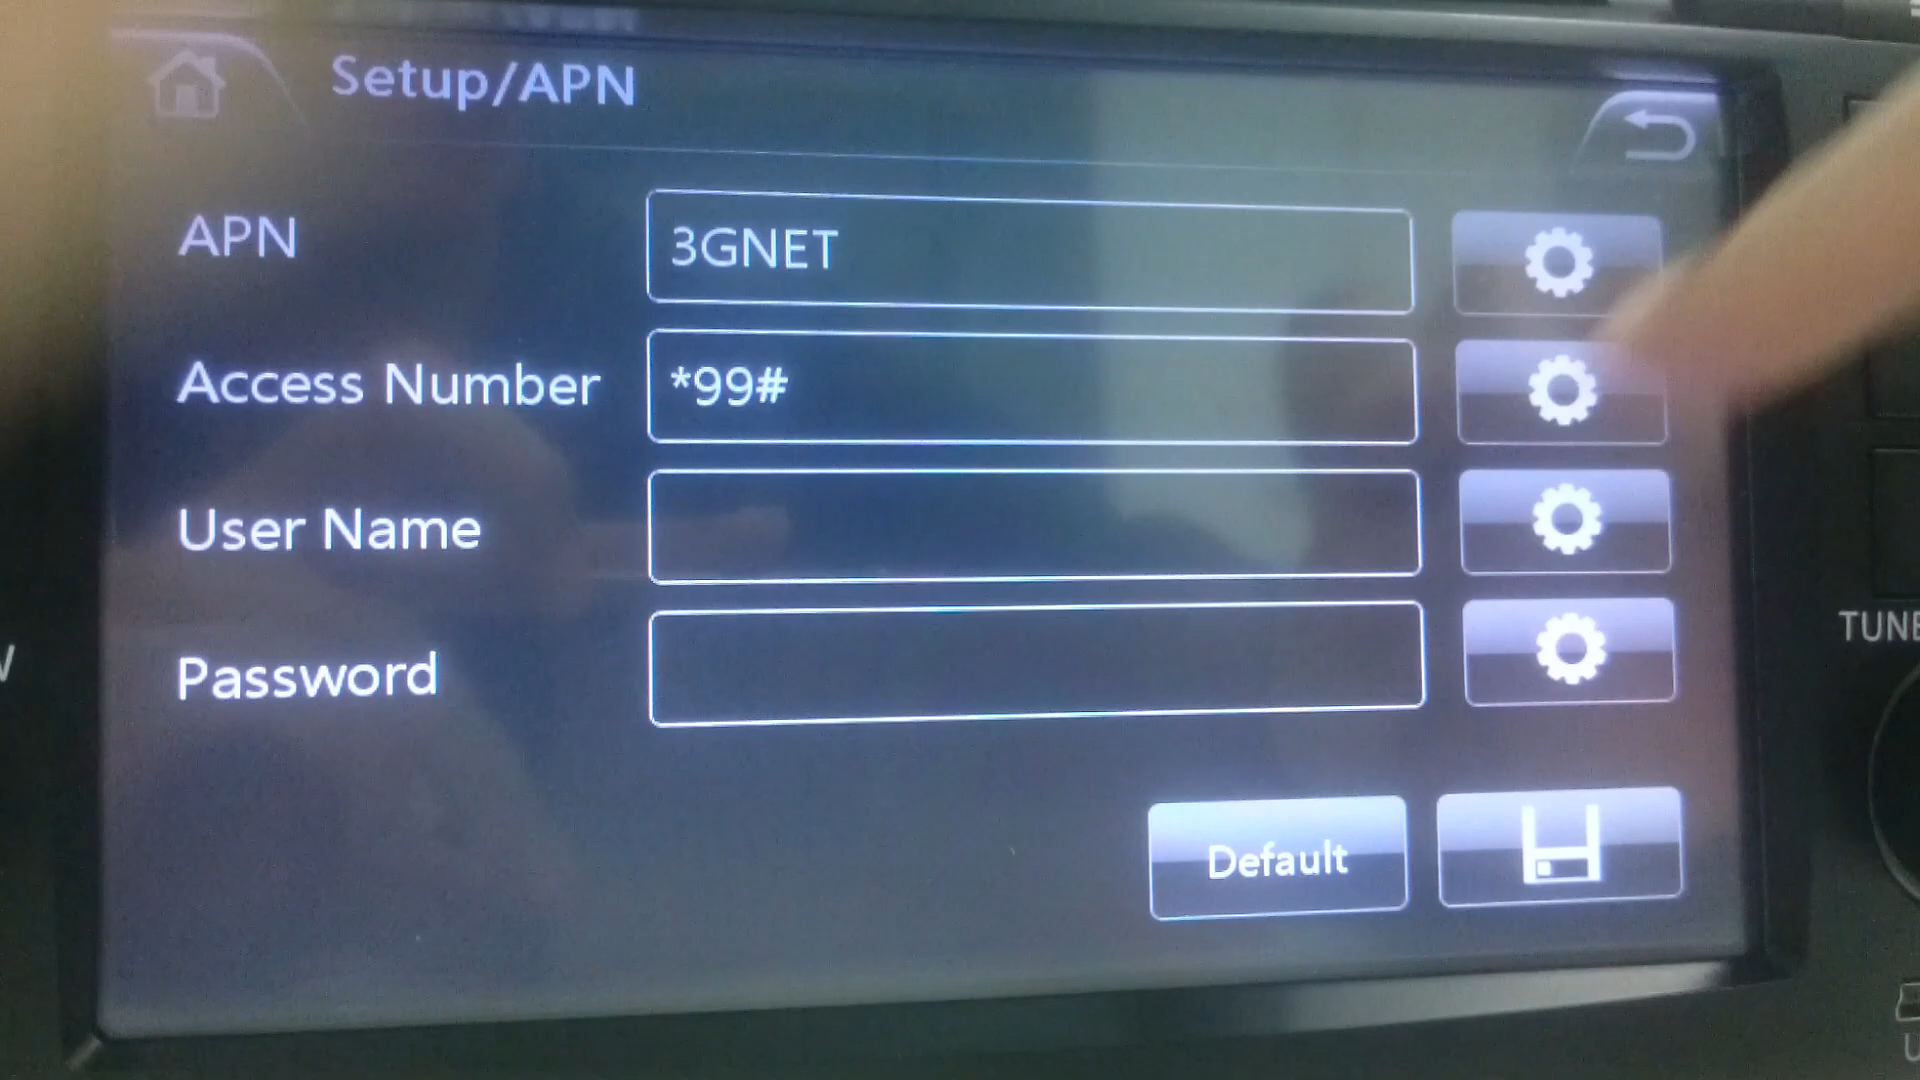 Setup/APN
APN
3GNET
Access Number
*99#
User Name
Password
Default
TUNE